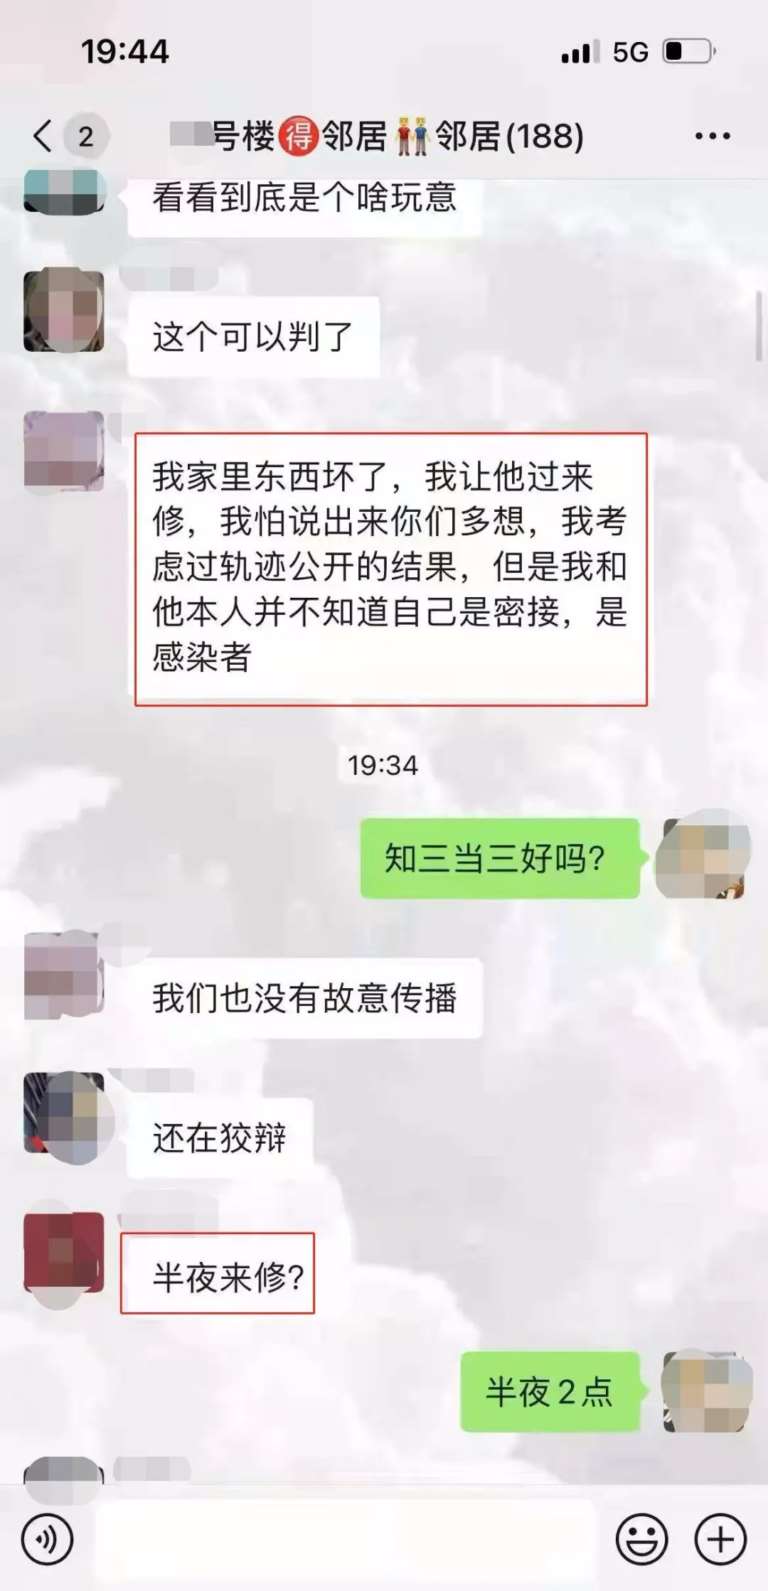 19:44
5G
2
号楼得邻居邻居(188)
看看到底是个啥玩意
这个可以判了
我家里东西坏了，我让他过来
修，我怕说出来你们多想，我考
虑过轨迹公开的结果，但是我和
他本人并不知道自己是密接，是
感染者
19:34
知三当三好吗？
我们也没有故意传播
还在狡辩
半夜来修？
半夜2点